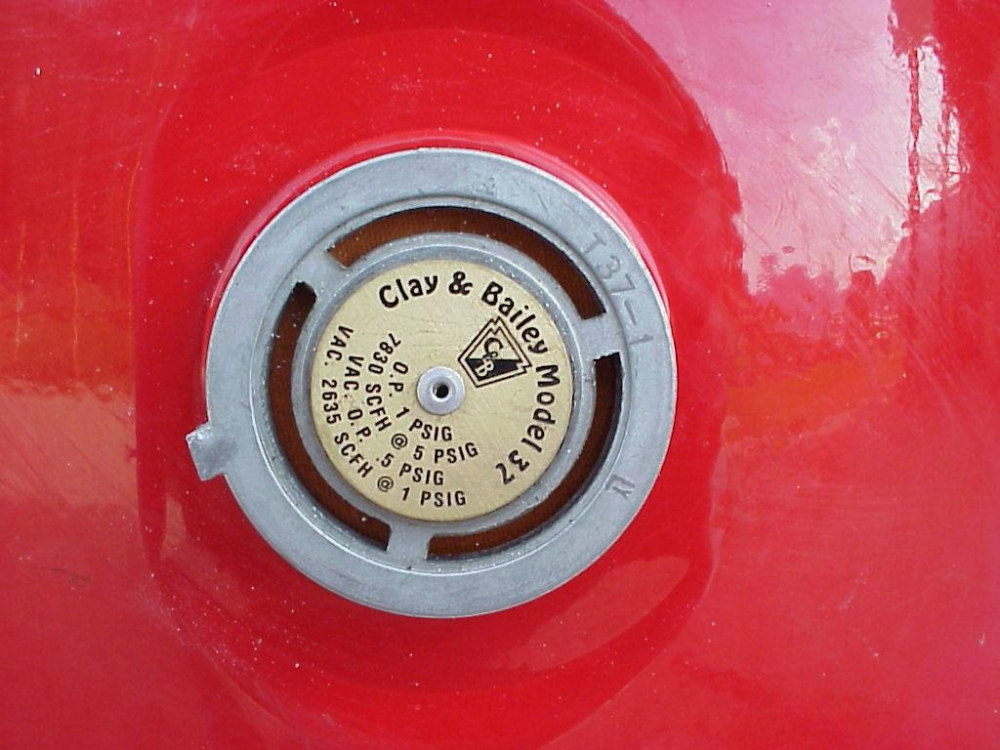 Clay & Bailey Model 37
C&B
O.P. 1 PSIG
7830 SCFH @ 5 PSIG
VAC. O.P. .5 PSIG
VAC. 2635 SCFH @ 1 PSIG
T37-1